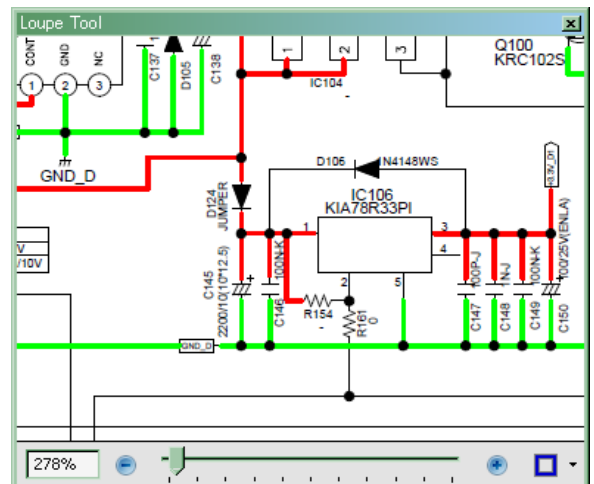 Loupe Tool
CONT
GND
NC
1
2
3
C137
D105
C138
1
2
3
IC104
-
Q100
KRC102S
GND_D
D106
1N4148WS
+3.3V_D1
D124
JUMPER
IC106
KIA78R33PI
1
3
4
2
5
V
/10V
C145
2200/10(10*12.5)
+
100N-K
C146
R154
-
R161
0
100P-J
C147
1N-J
C148
100N-K
C149
+
100/25V(ENLA)
C150
GND_D
278%